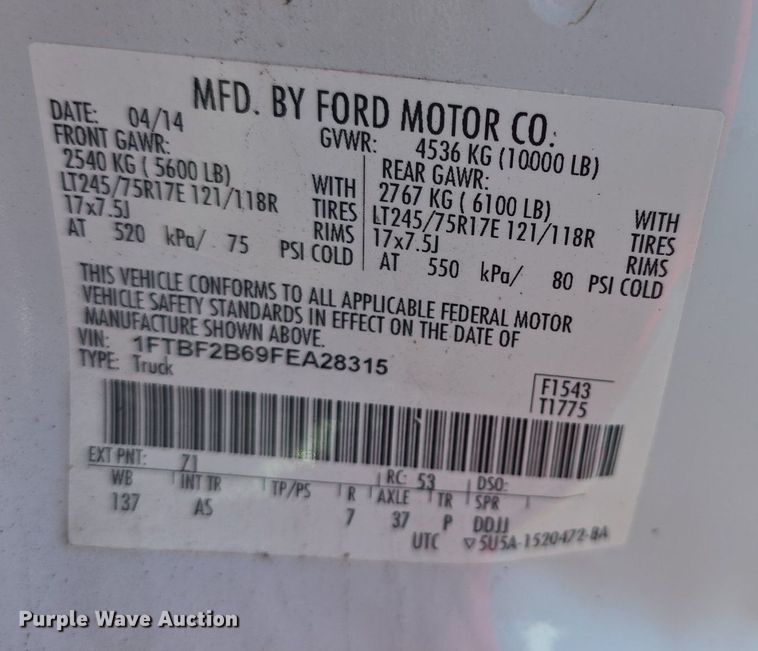 MFD. BY FORD MOTOR CO.
DATE: 04/14
GVWR: 4536 KG (10000 LB)
FRONT GAWR:
2540 KG ( 5600 LB)
LT245/75R17E 121/118R
17x7.5J
AT 520 kPa/ 75 PSI COLD
WITH
TIRES
RIMS
REAR GAWR:
2767 KG ( 6100 LB)
LT245/75R17E 121/118R
17x7.5J
AT 550 kPa/ 80 PSI COLD
WITH
TIRES
RIMS
THIS VEHICLE CONFORMS TO ALL APPLICABLE FEDERAL MOTOR
VEHICLE SAFETY STANDARDS IN EFFECT ON THE DATE OF
MANUFACTURE SHOWN ABOVE.
VIN: 1FTBF2B69FEA28315
TYPE: Truck
F1543
T1775
EXT PNT: Z1 RC: 53 DSO:
WB INT TR TP/PS R AXLE TR SPR
137 AS 7 37 P DDJJ
UTC ▽5U5A-1520472-BA
Purple Wave Auction